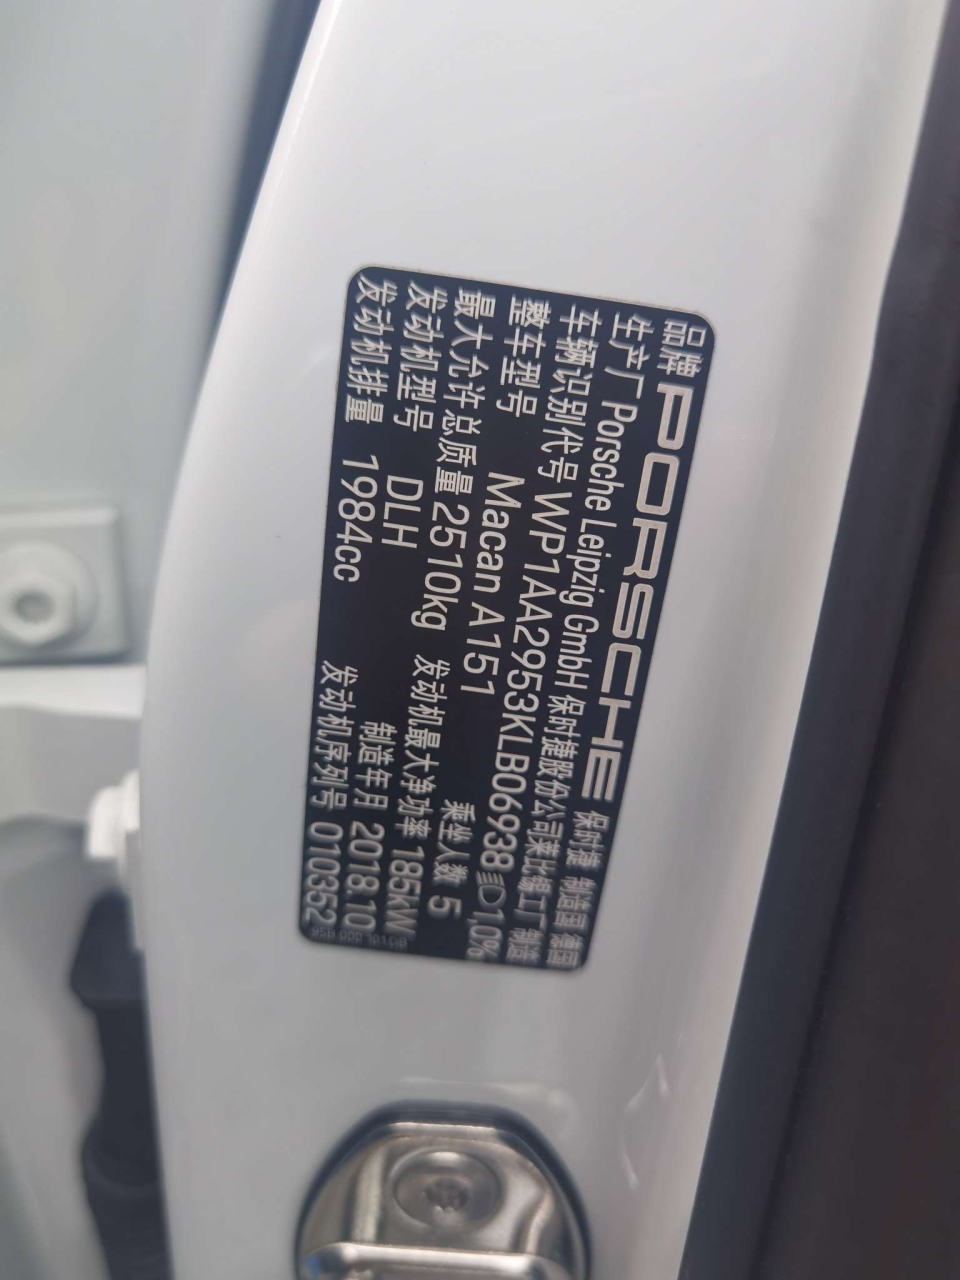 品牌 PORSCHE 保时捷 制造国 德国
生产厂 Porsche Leipzig GmbH 保时捷股份公司莱比锡工厂 制造
车辆识别代号 WP1AA2953KLB06938 1,0%
整车型号 Macan A151 乘坐人数 5
最大允许总质量 2510kg 发动机最大净功率 185kW
发动机型号 DLH 制造年月 2018.10
发动机排量 1984cc 发动机序列号 010352